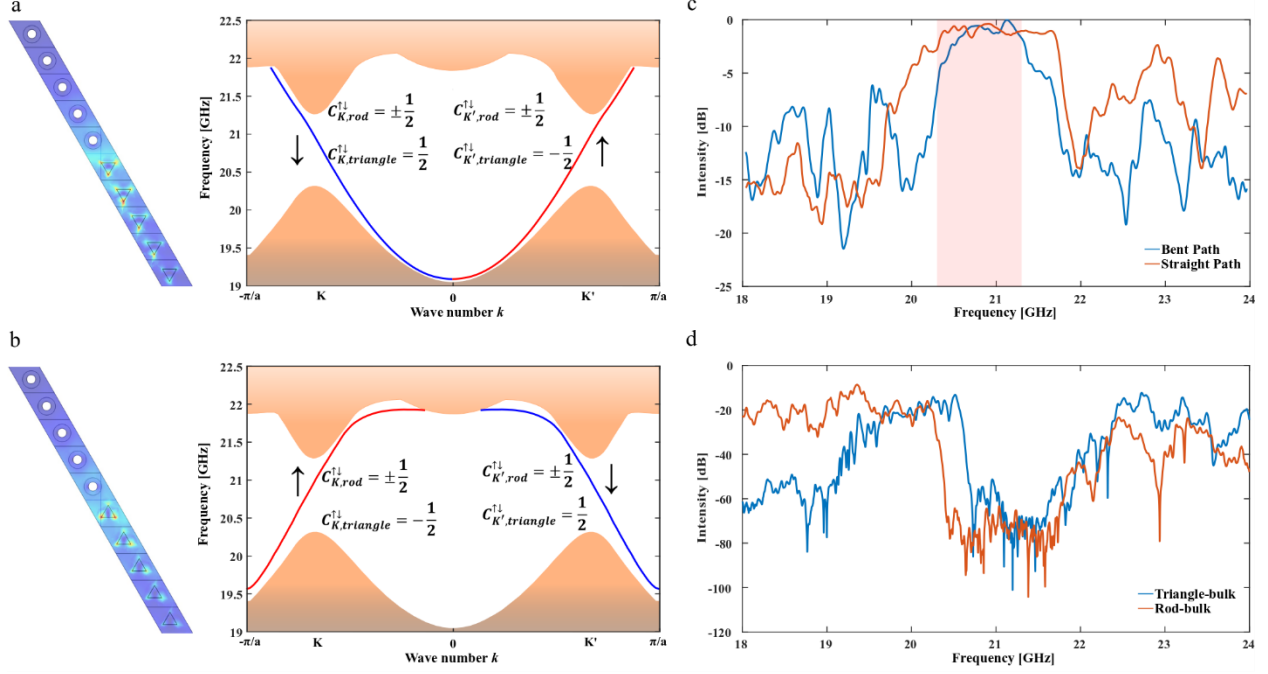 a
22.5
22
21.5
21
20.5
20
19.5
19
Frequency [GHz]
C^{↑↓}_{K,rod} = ±1/2
C^{↑↓}_{K',rod} = ±1/2
↓
C^{↑↓}_{K,triangle} = 1/2
C^{↑↓}_{K',triangle} = -1/2
↑
-π/a
K
0
K'
π/a
Wave number k
b
22.5
22
21.5
21
20.5
20
19.5
19
Frequency [GHz]
↑
C^{↑↓}_{K,rod} = ±1/2
C^{↑↓}_{K',rod} = ±1/2
↓
C^{↑↓}_{K,triangle} = -1/2
C^{↑↓}_{K',triangle} = 1/2
-π/a
K
0
K'
π/a
Wave number k
c
0
-5
-10
-15
-20
-25
Intensity [dB]
Bent Path
Straight Path
18 19 20 21 22 23 24
Frequency [GHz]
d
0
-20
-40
-60
-80
-100
-120
Intensity [dB]
Triangle-bulk
Rod-bulk
18 19 20 21 22 23 24
Frequency [GHz]